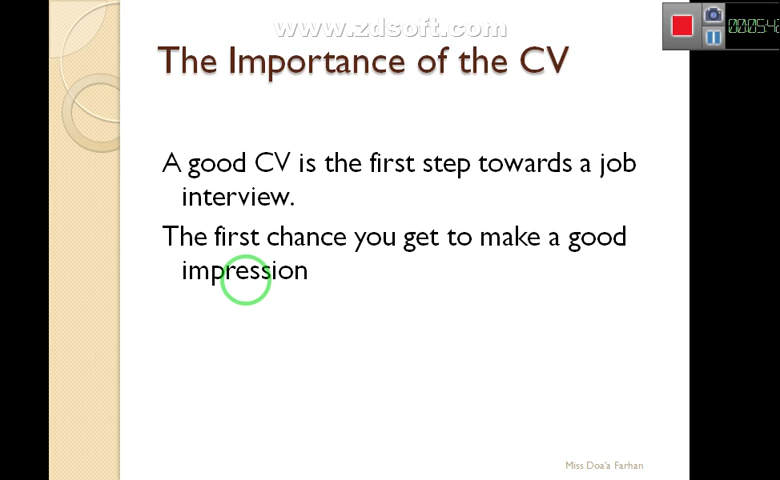 www.zdsoft.com
The Importance of the CV
A good CV is the first step towards a job
interview.
The first chance you get to make a good
impression
Miss Doa'a Farhan